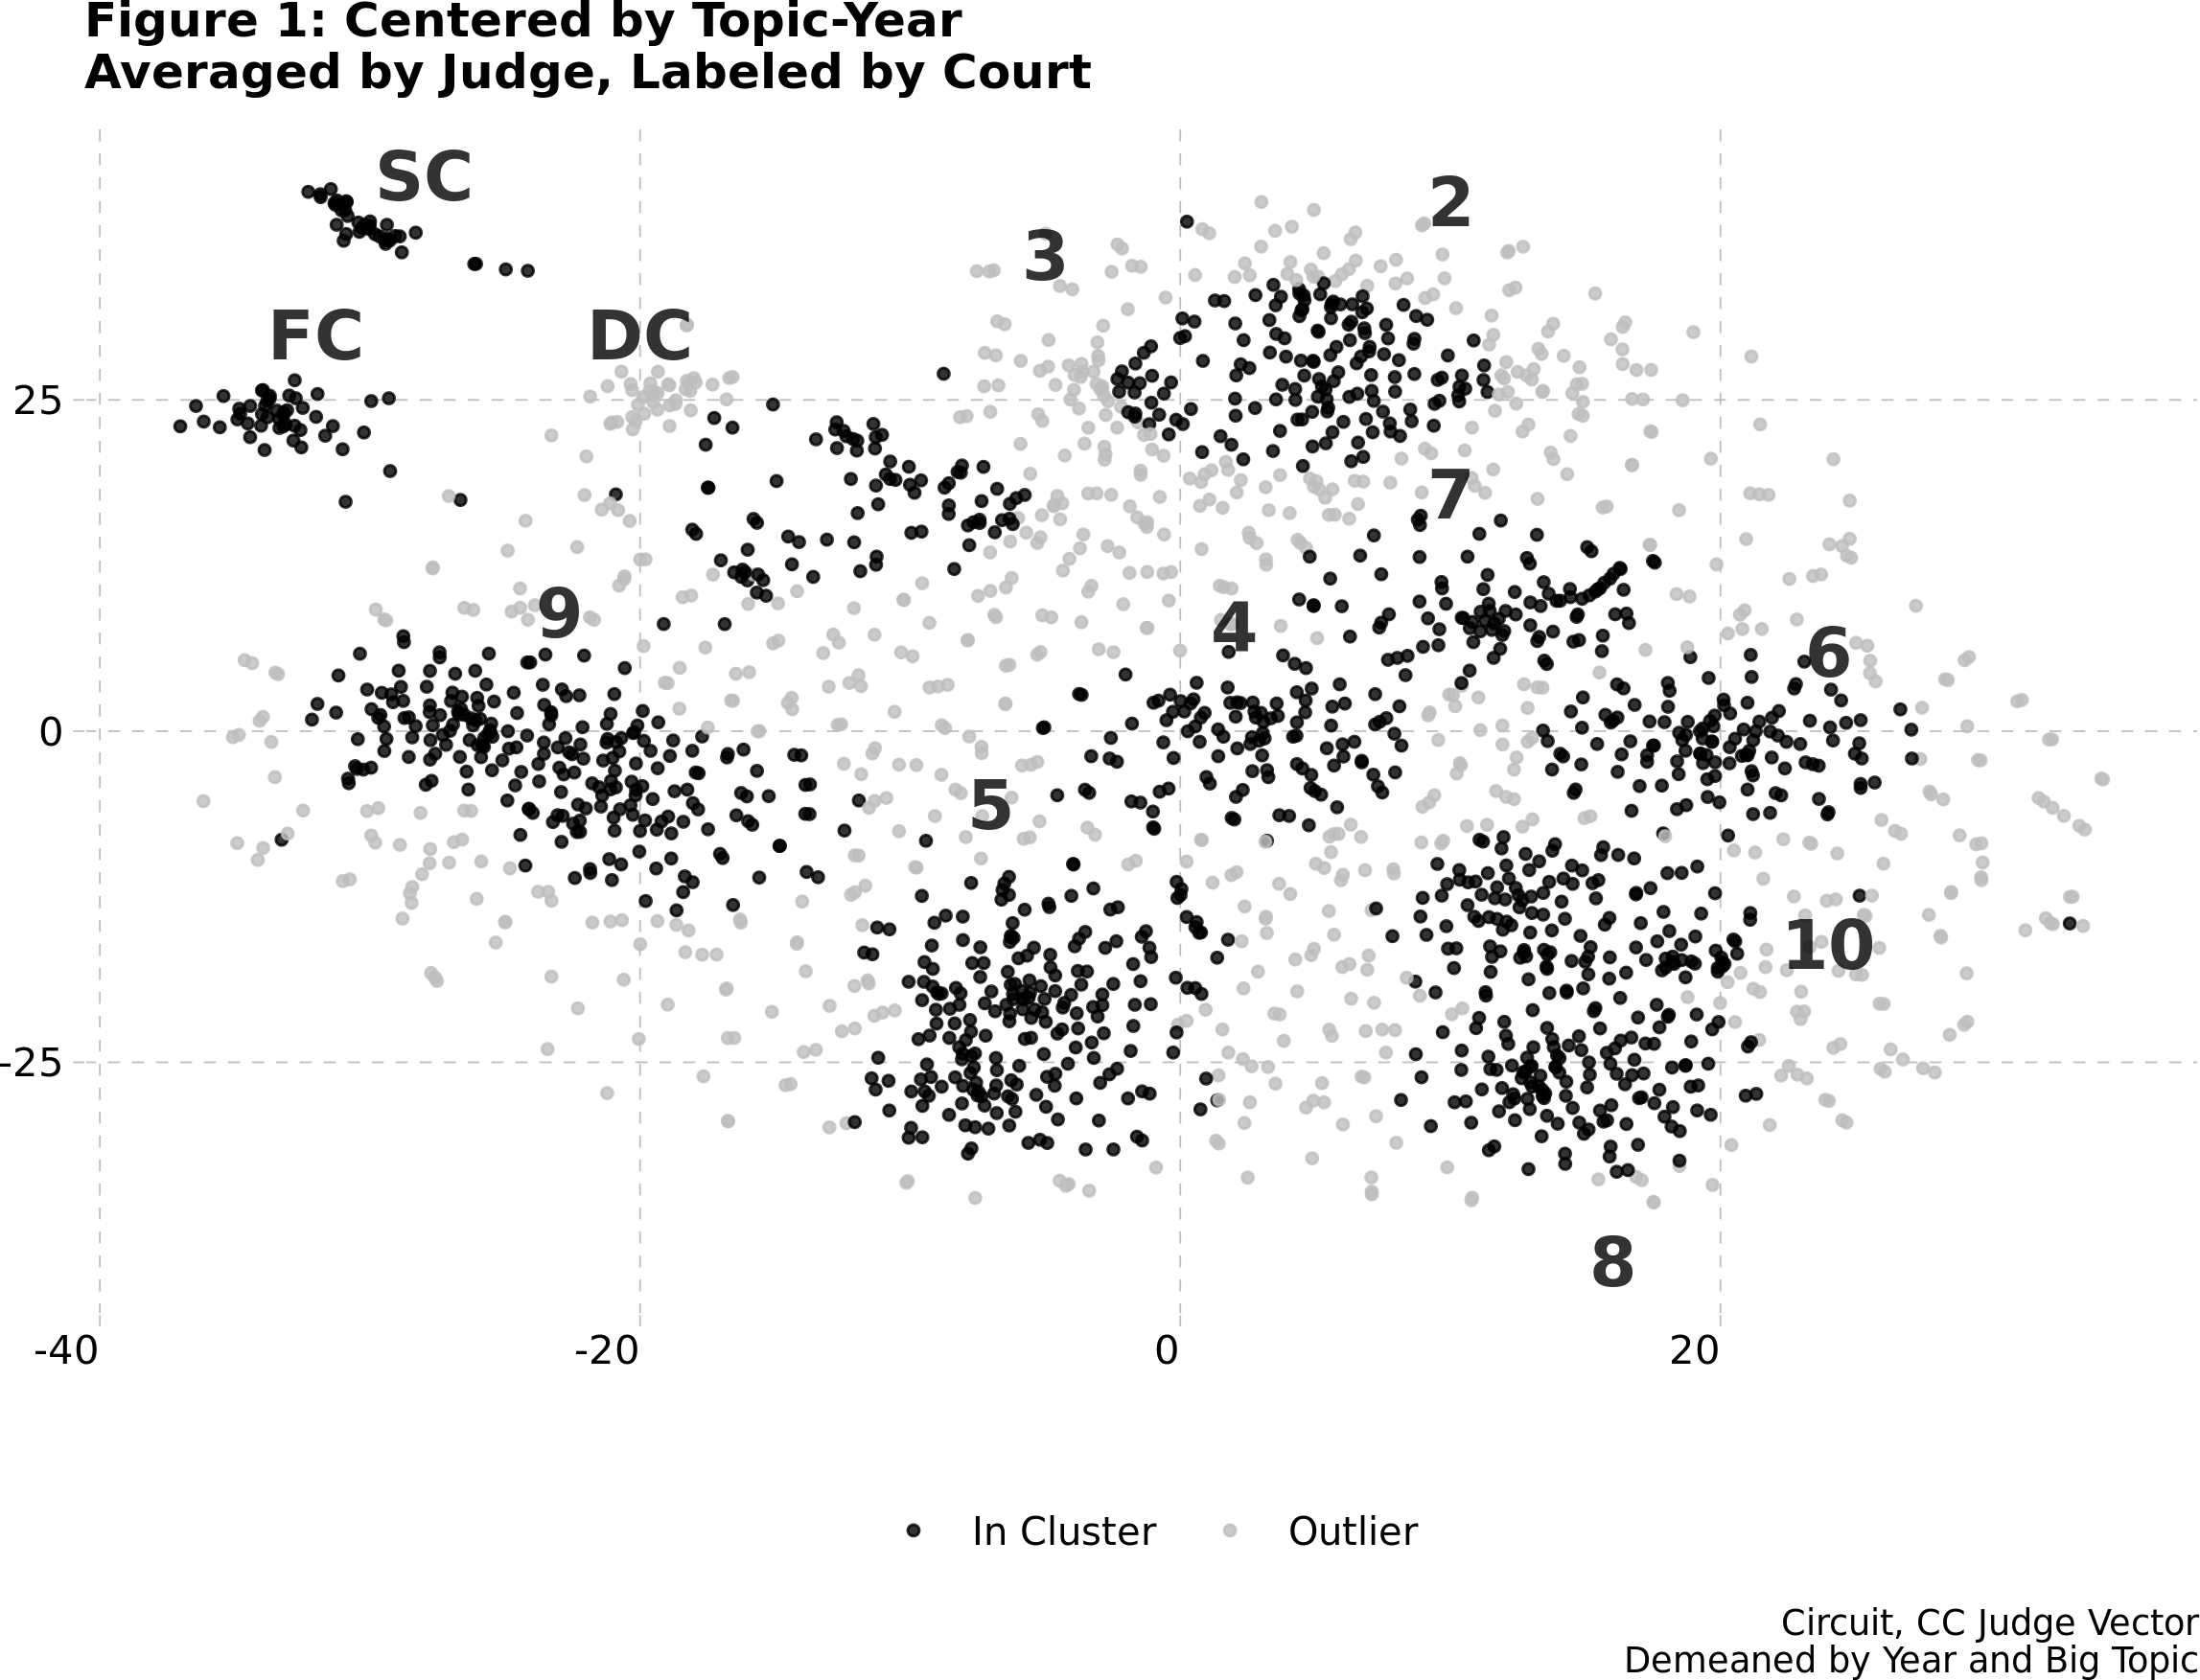 Figure 1: Centered by Topic-Year
Averaged by Judge, Labeled by Court
SC
2
3
FC
DC
25
7
9
4
6
0
5
10
-25
8
-40
-20
0
20
In Cluster
Outlier
Circuit, CC Judge Vector
Demeaned by Year and Big Topic